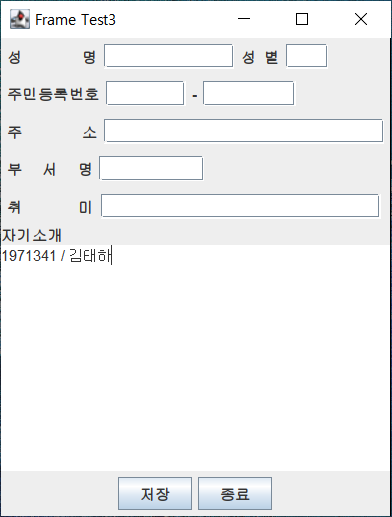 Frame Test3
성 명 성 별
주민등록번호 -
주 소
부 서 명
취 미
자기소개
1971341 / 김태하
저장 종료